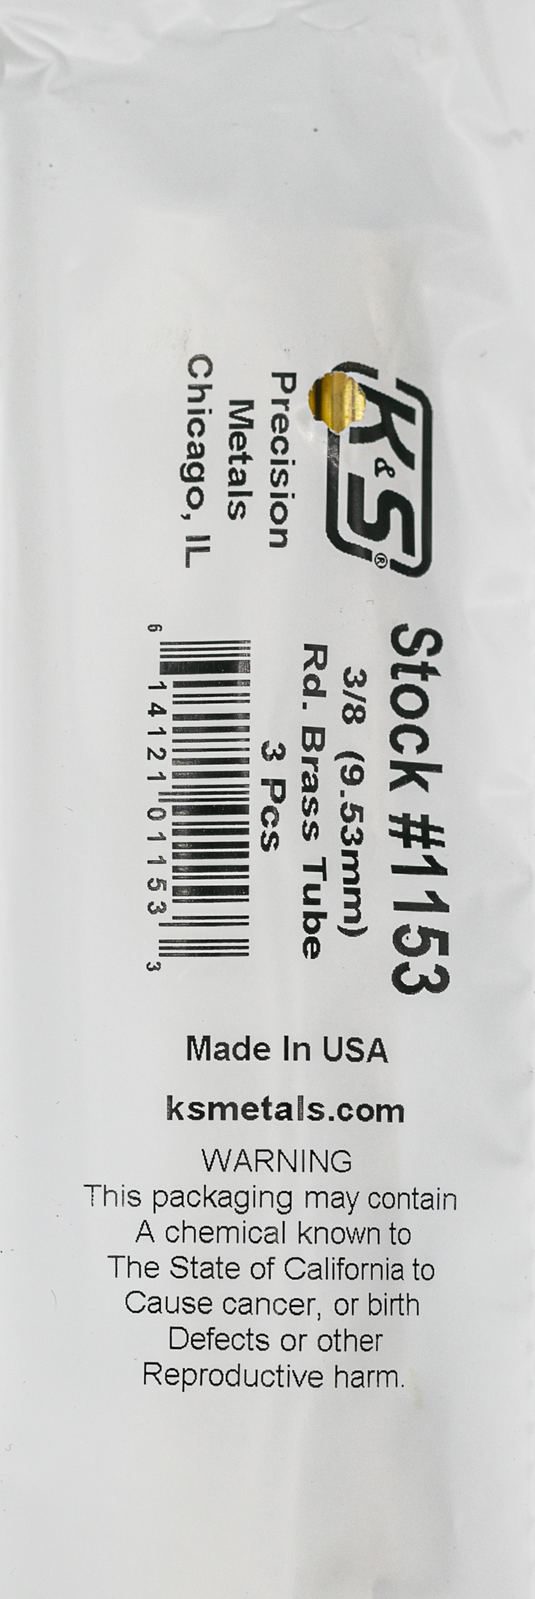 K&S®
Precision
Metals
Chicago, IL
Stock #1153
3/8 (9.53mm)
Rd. Brass Tube
3 Pcs
6 14121 01153 3
Made In USA
ksmetals.com
WARNING
This packaging may contain
A chemical known to
The State of California to
Cause cancer, or birth
Defects or other
Reproductive harm.